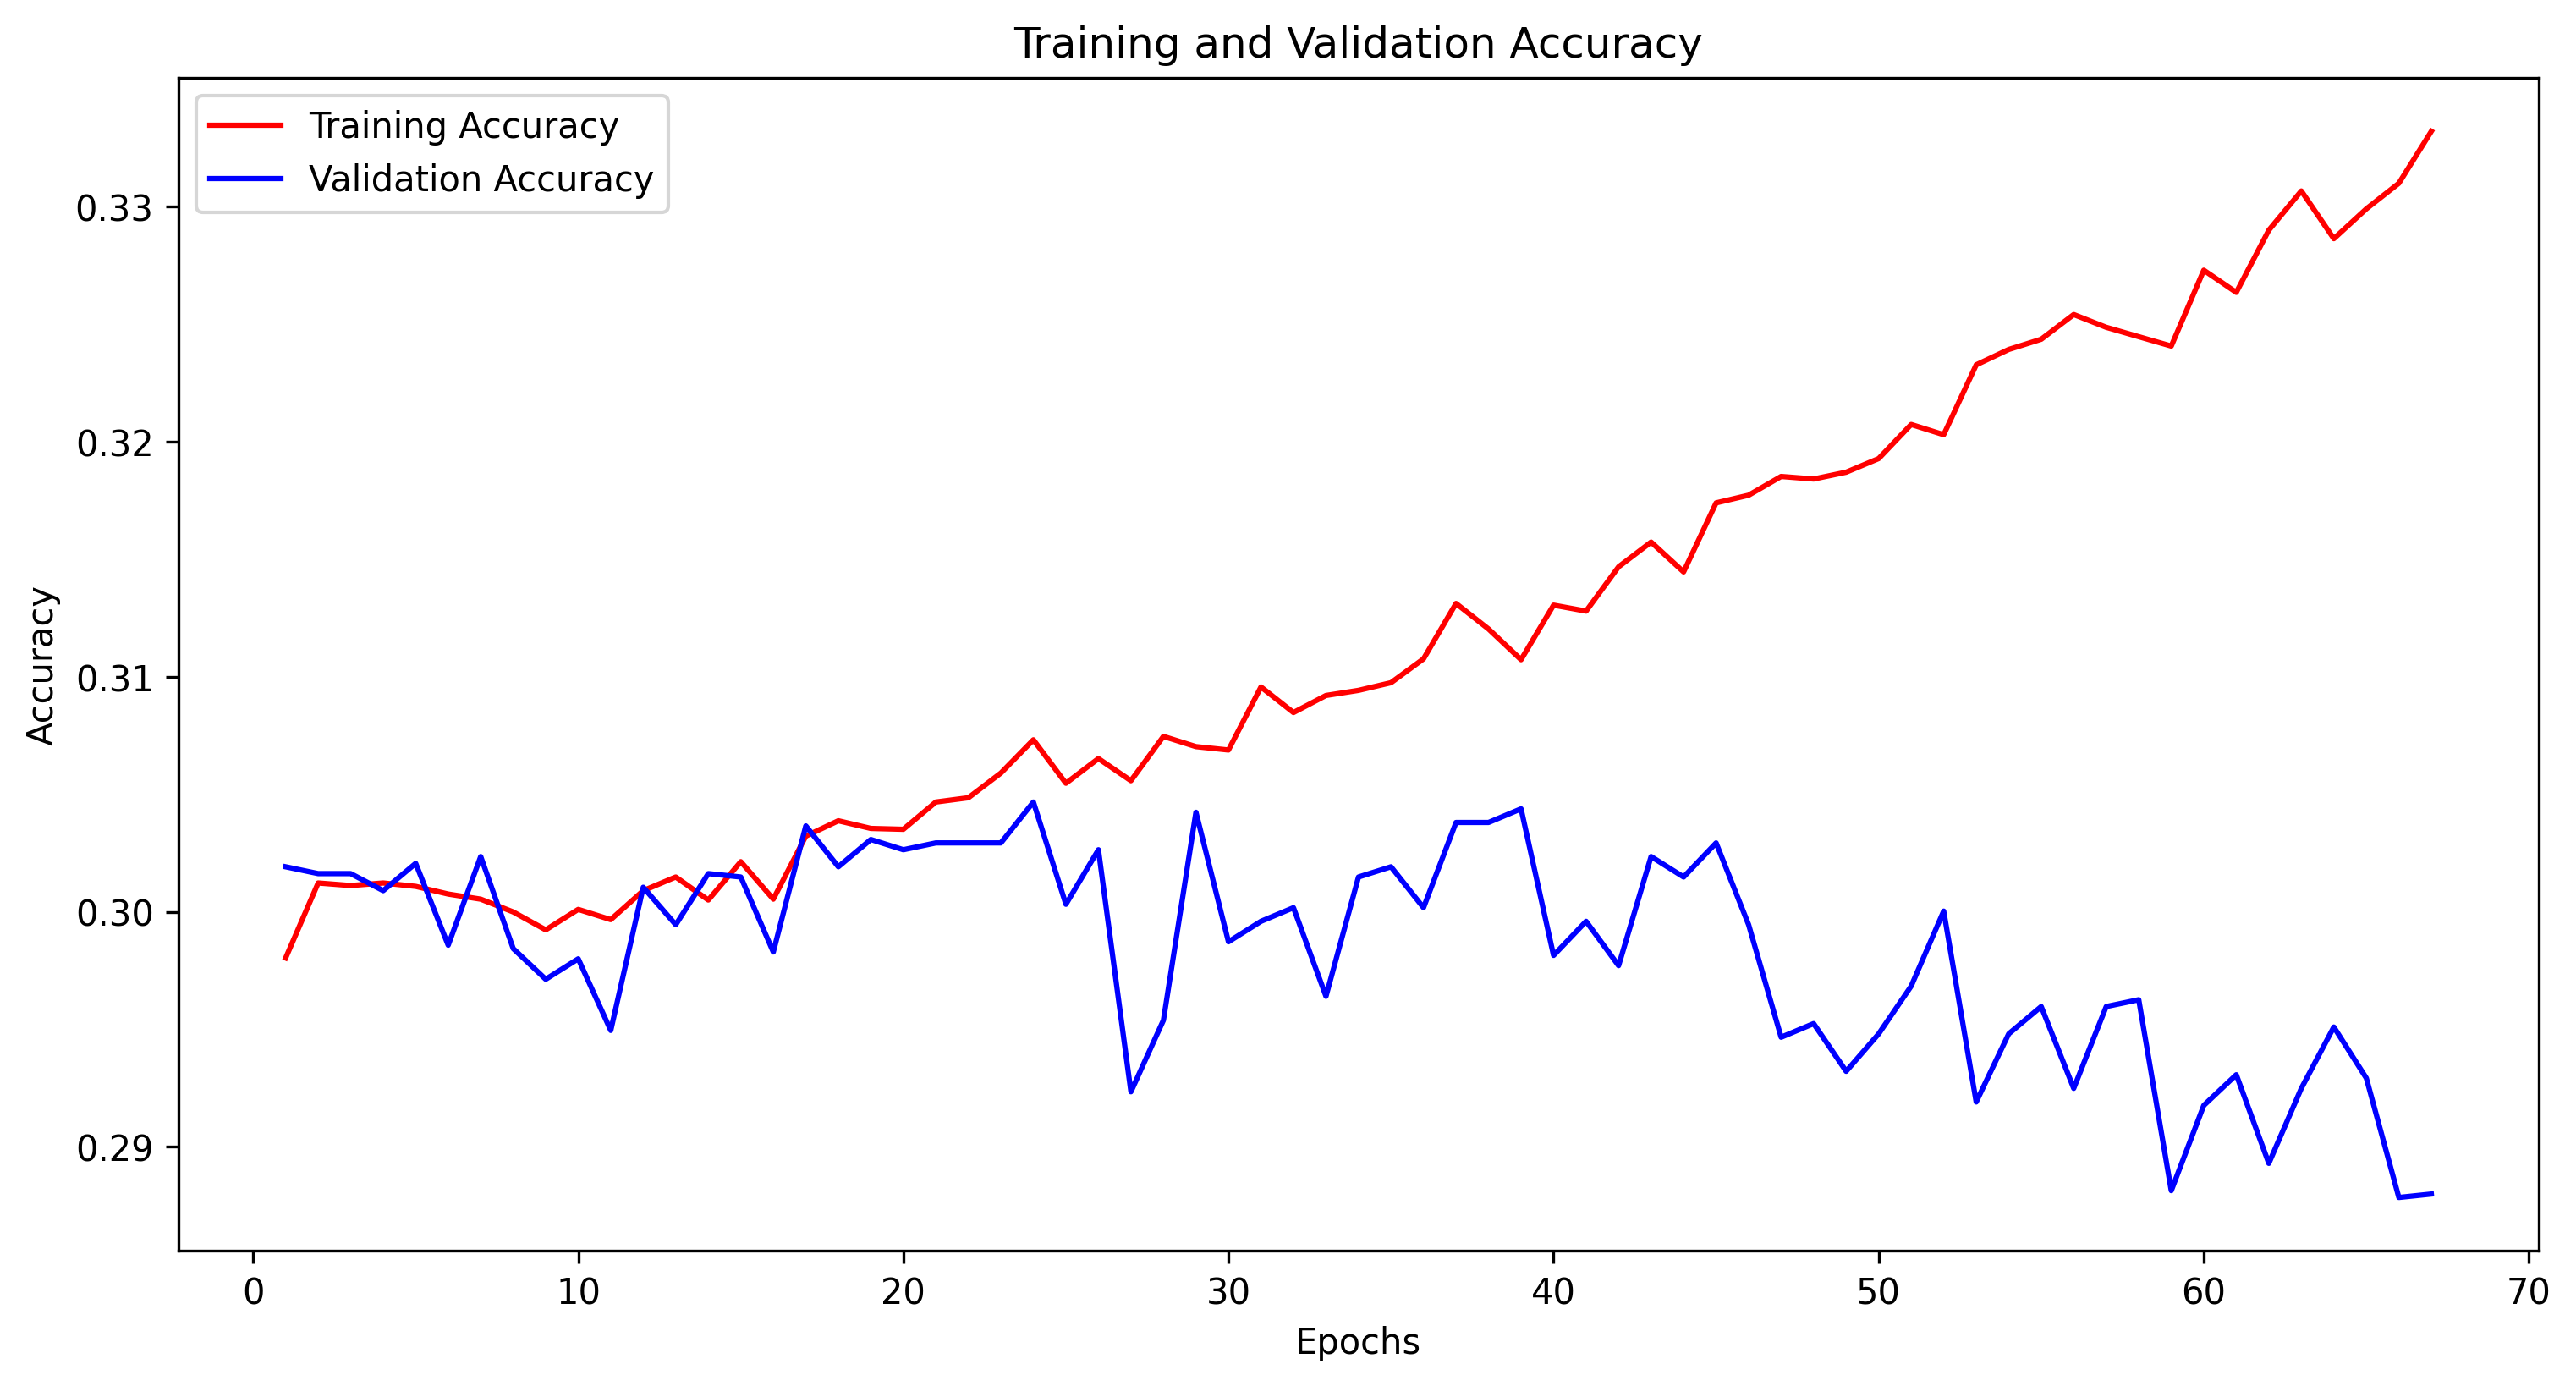 Training and Validation Accuracy
Training Accuracy
Validation Accuracy
0.33
0.32
0.31
0.30
0.29
Accuracy
0 10 20 30 40 50 60 70
Epochs